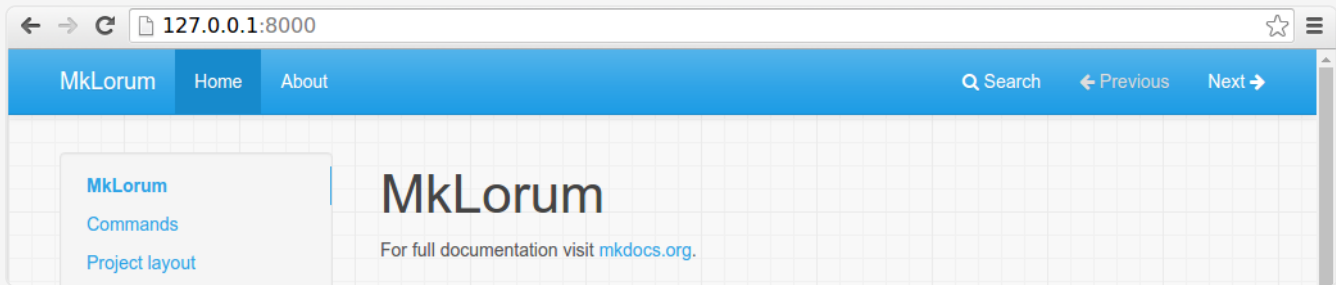 127.0.0.1:8000
MkLorum Home About Search Previous Next
MkLorum
Commands
Project layout
MkLorum
For full documentation visit mkdocs.org.